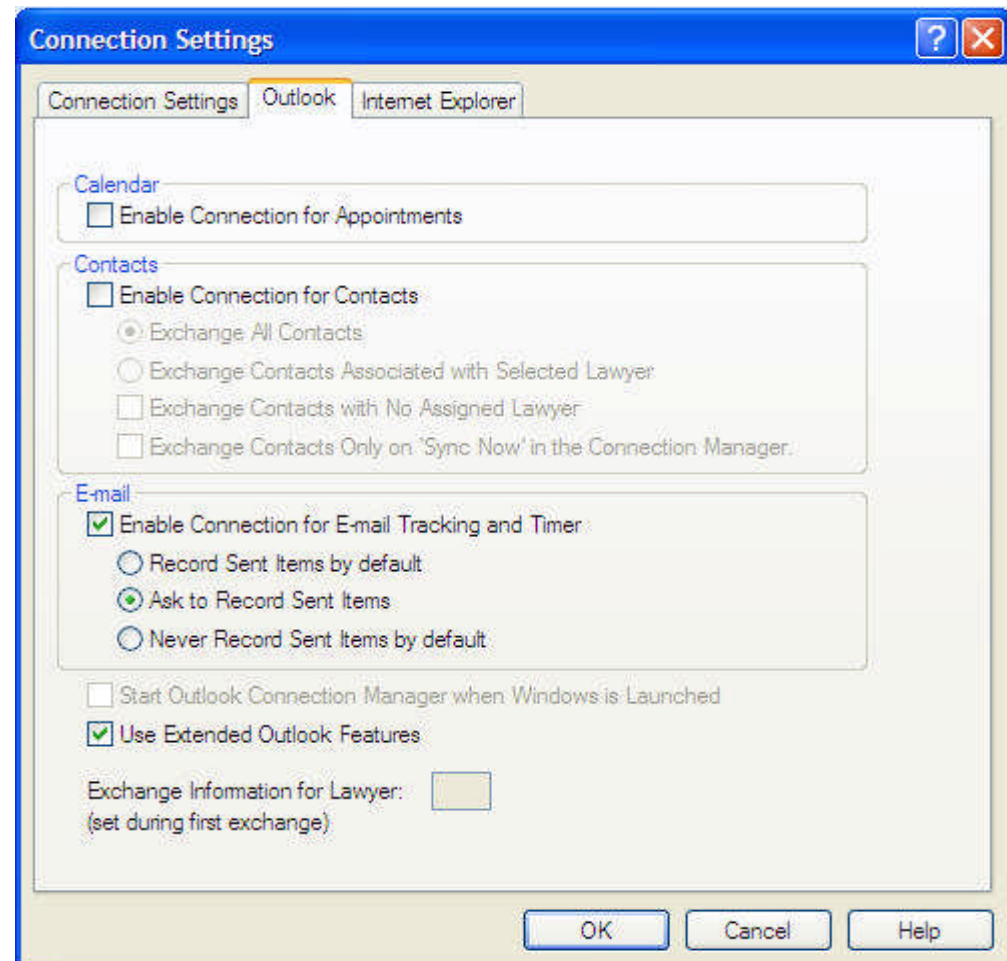 Connection Settings
Connection Settings Outlook Internet Explorer
Calendar
Enable Connection for Appointments
Contacts
Enable Connection for Contacts
Exchange All Contacts
Exchange Contacts Associated with Selected Lawyer
Exchange Contacts with No Assigned Lawyer
Exchange Contacts Only on 'Sync Now' in the Connection Manager.
E-mail
Enable Connection for E-mail Tracking and Timer
Record Sent Items by default
Ask to Record Sent Items
Never Record Sent Items by default
Start Outlook Connection Manager when Windows is Launched
Use Extended Outlook Features
Exchange Information for Lawyer:
(set during first exchange)
OK Cancel Help